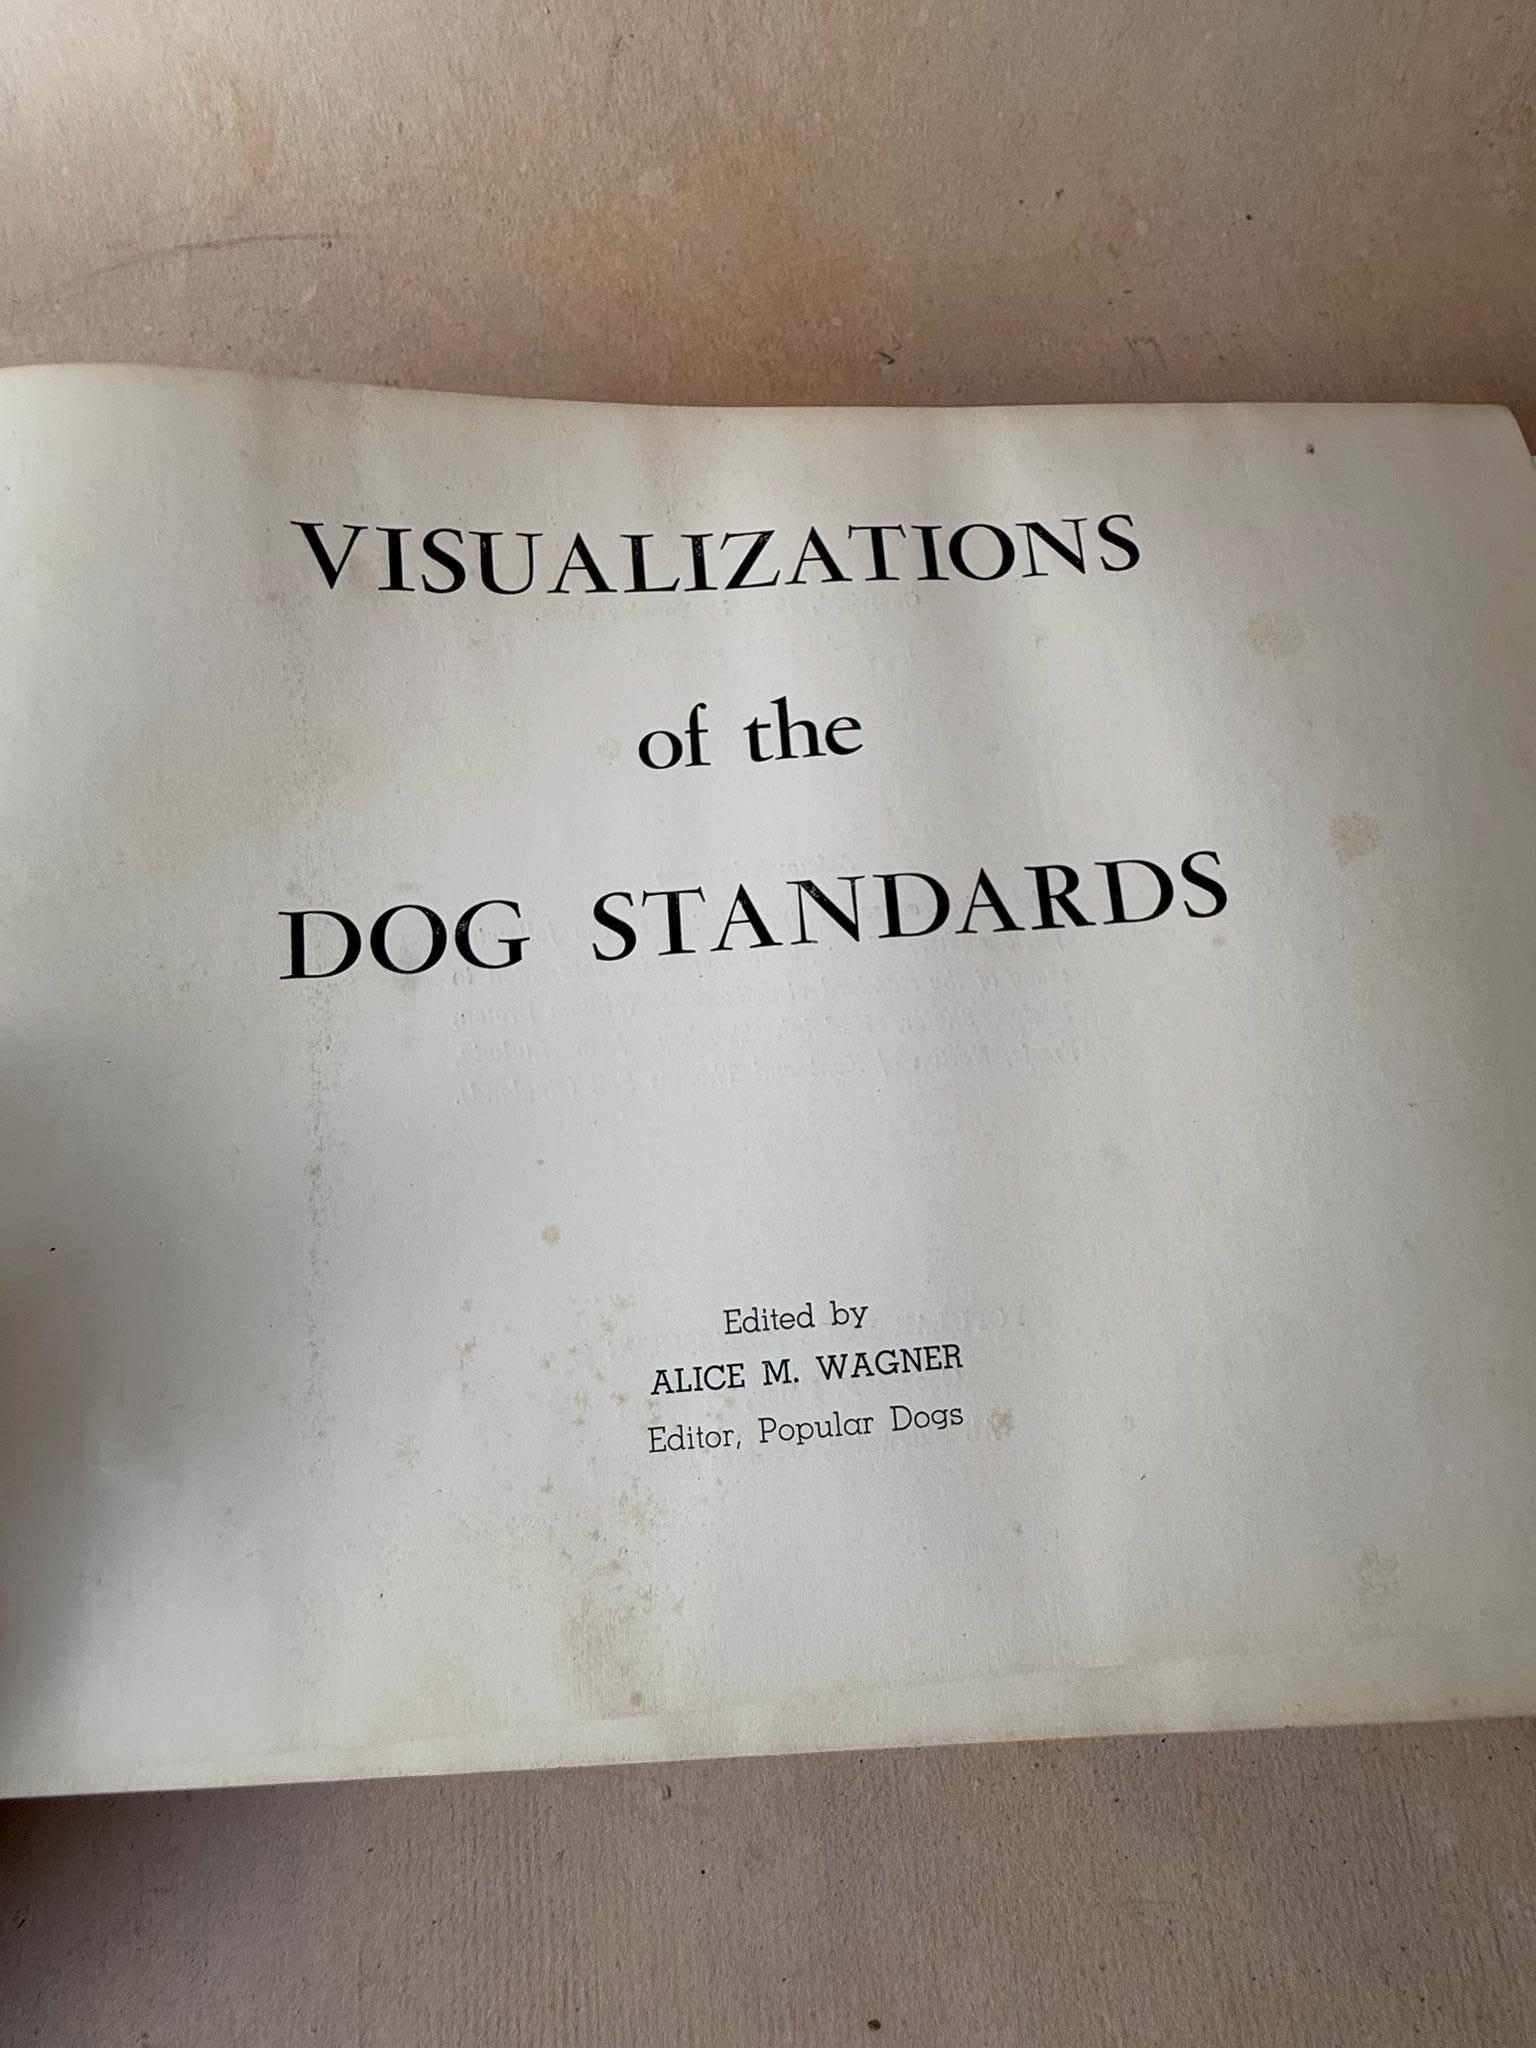 VISUALIZATIONS
of the
DOG STANDARDS
Edited by
ALICE M. WAGNER
Editor, Popular Dogs